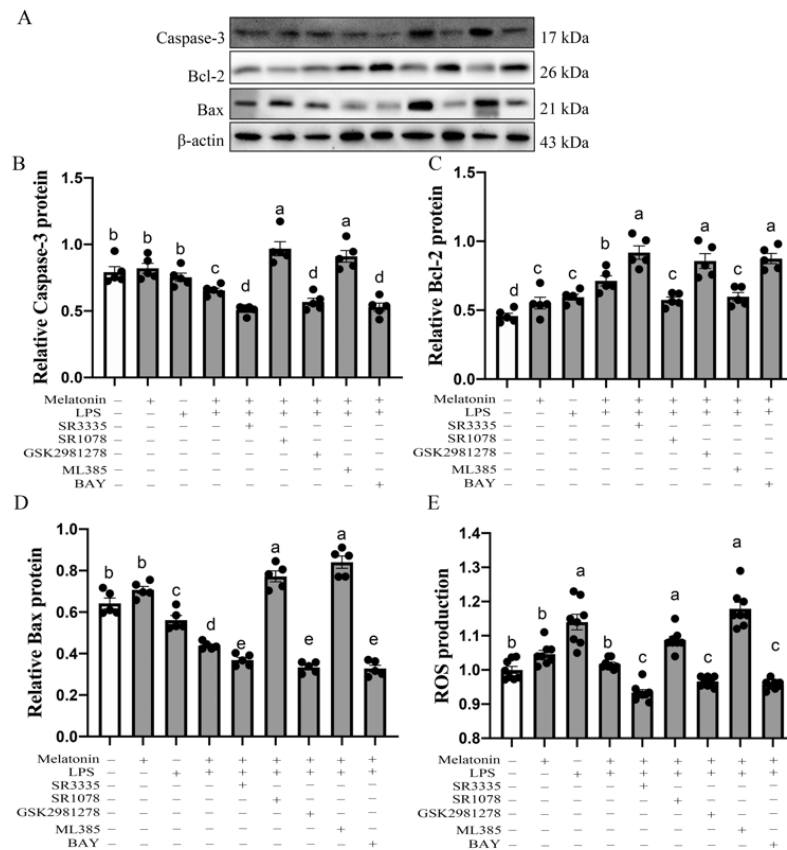 A
Caspase-3 17 kDa
Bcl-2 26 kDa
Bax 21 kDa
β-actin 43 kDa
B
Relative Caspase-3 protein
1.5
1.0
0.5
0.0
b b b c d a d a d
Melatonin − + − + + + + + +
LPS − − + + + + + + +
SR3335 − − − − + − − − −
SR1078 − − − − − + − − −
GSK2981278 − − − − − − + − −
ML385 − − − − − − − + −
BAY − − − − − − − − +
C
Relative Bcl-2 protein
1.5
1.0
0.5
0.0
d c c b a c a c a
Melatonin − + − + + + + + +
LPS − − + + + + + + +
SR3335 − − − − + − − − −
SR1078 − − − − − + − − −
GSK2981278 − − − − − − + − −
ML385 − − − − − − − + −
BAY − − − − − − − − +
D
Relative Bax protein
1.0
0.8
0.6
0.4
0.2
0.0
b b c d e a e a e
Melatonin − + − + + + + + +
LPS − − + + + + + + +
SR3335 − − − − + − − − −
SR1078 − − − − − + − − −
GSK2981278 − − − − − − + − −
ML385 − − − − − − − + −
BAY − − − − − − − − +
E
ROS production
1.4
1.3
1.2
1.1
1.0
0.9
0.8
b b a b c a c a c
Melatonin − + − + + + + + +
LPS − − + + + + + + +
SR3335 − − − − + − − − −
SR1078 − − − − − + − − −
GSK2981278 − − − − − − + − −
ML385 − − − − − − − + −
BAY − − − − − − − − +